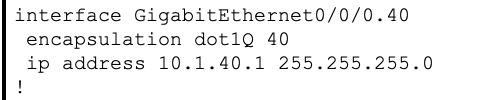 interface GigabitEthernet0/0/0.40
 encapsulation dot1Q 40
 ip address 10.1.40.1 255.255.255.0
!